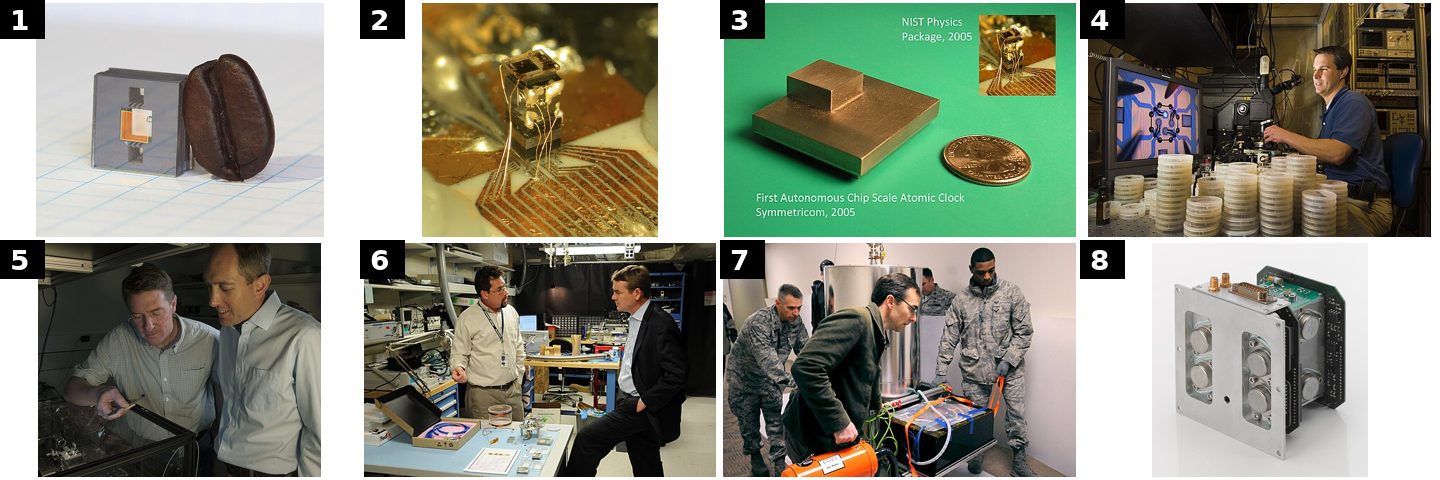 1
2
3
NIST Physics
Package, 2005
First Autonomous Chip Scale Atomic Clock
Symmetricom, 2005
4
5
6
7
8